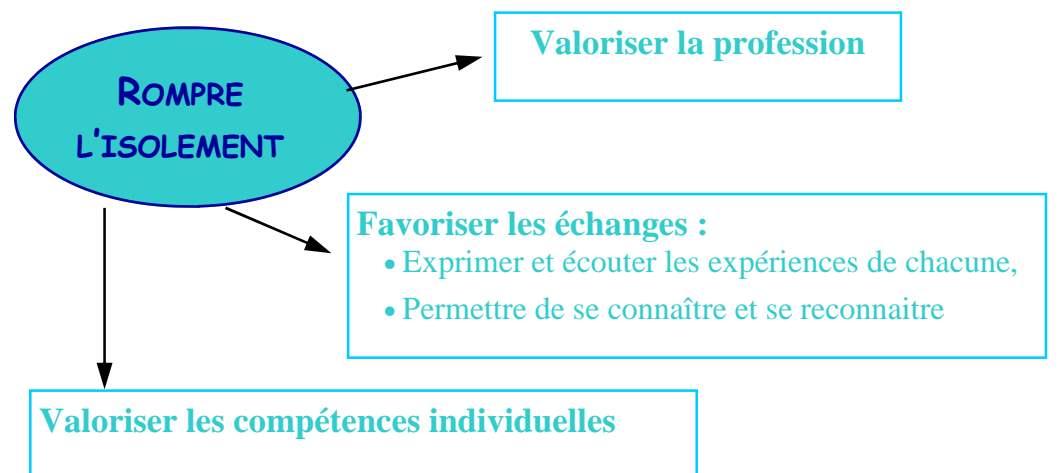 ROMPRE
L'ISOLEMENT
Valoriser la profession
Favoriser les échanges :
• Exprimer et écouter les expériences de chacune,
• Permettre de se connaître et se reconnaitre
Valoriser les compétences individuelles